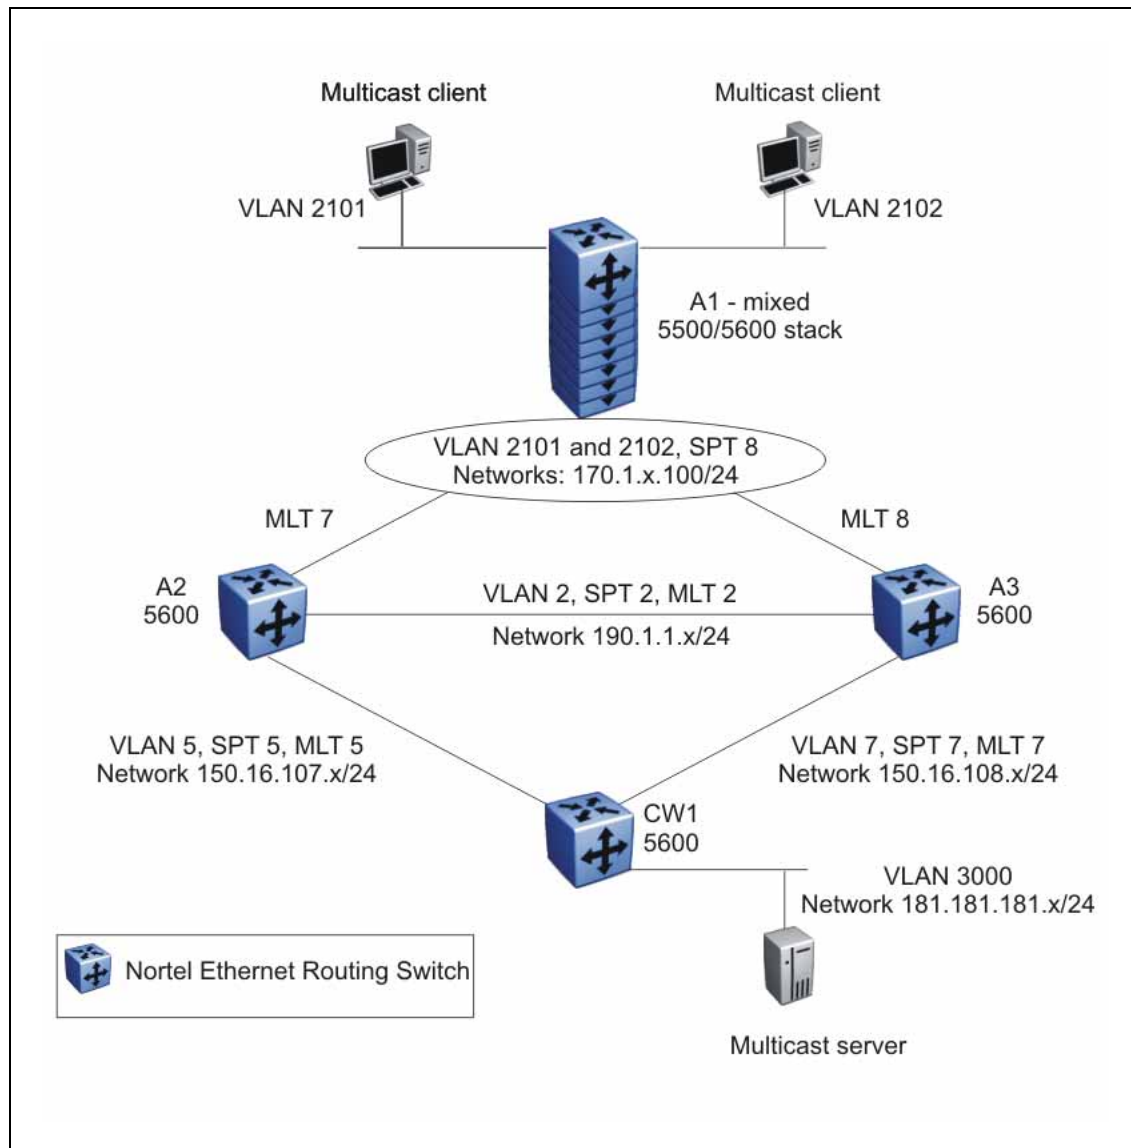 Multicast client
Multicast client
VLAN 2101
VLAN 2102
A1 - mixed
5500/5600 stack
VLAN 2101 and 2102, SPT 8
Networks: 170.1.x.100/24
MLT 7
MLT 8
A2
5600
VLAN 2, SPT 2, MLT 2
Network 190.1.1.x/24
A3
5600
VLAN 5, SPT 5, MLT 5
Network 150.16.107.x/24
VLAN 7, SPT 7, MLT 7
Network 150.16.108.x/24
CW1
5600
VLAN 3000
Network 181.181.181.x/24
Nortel Ethernet Routing Switch
Multicast server